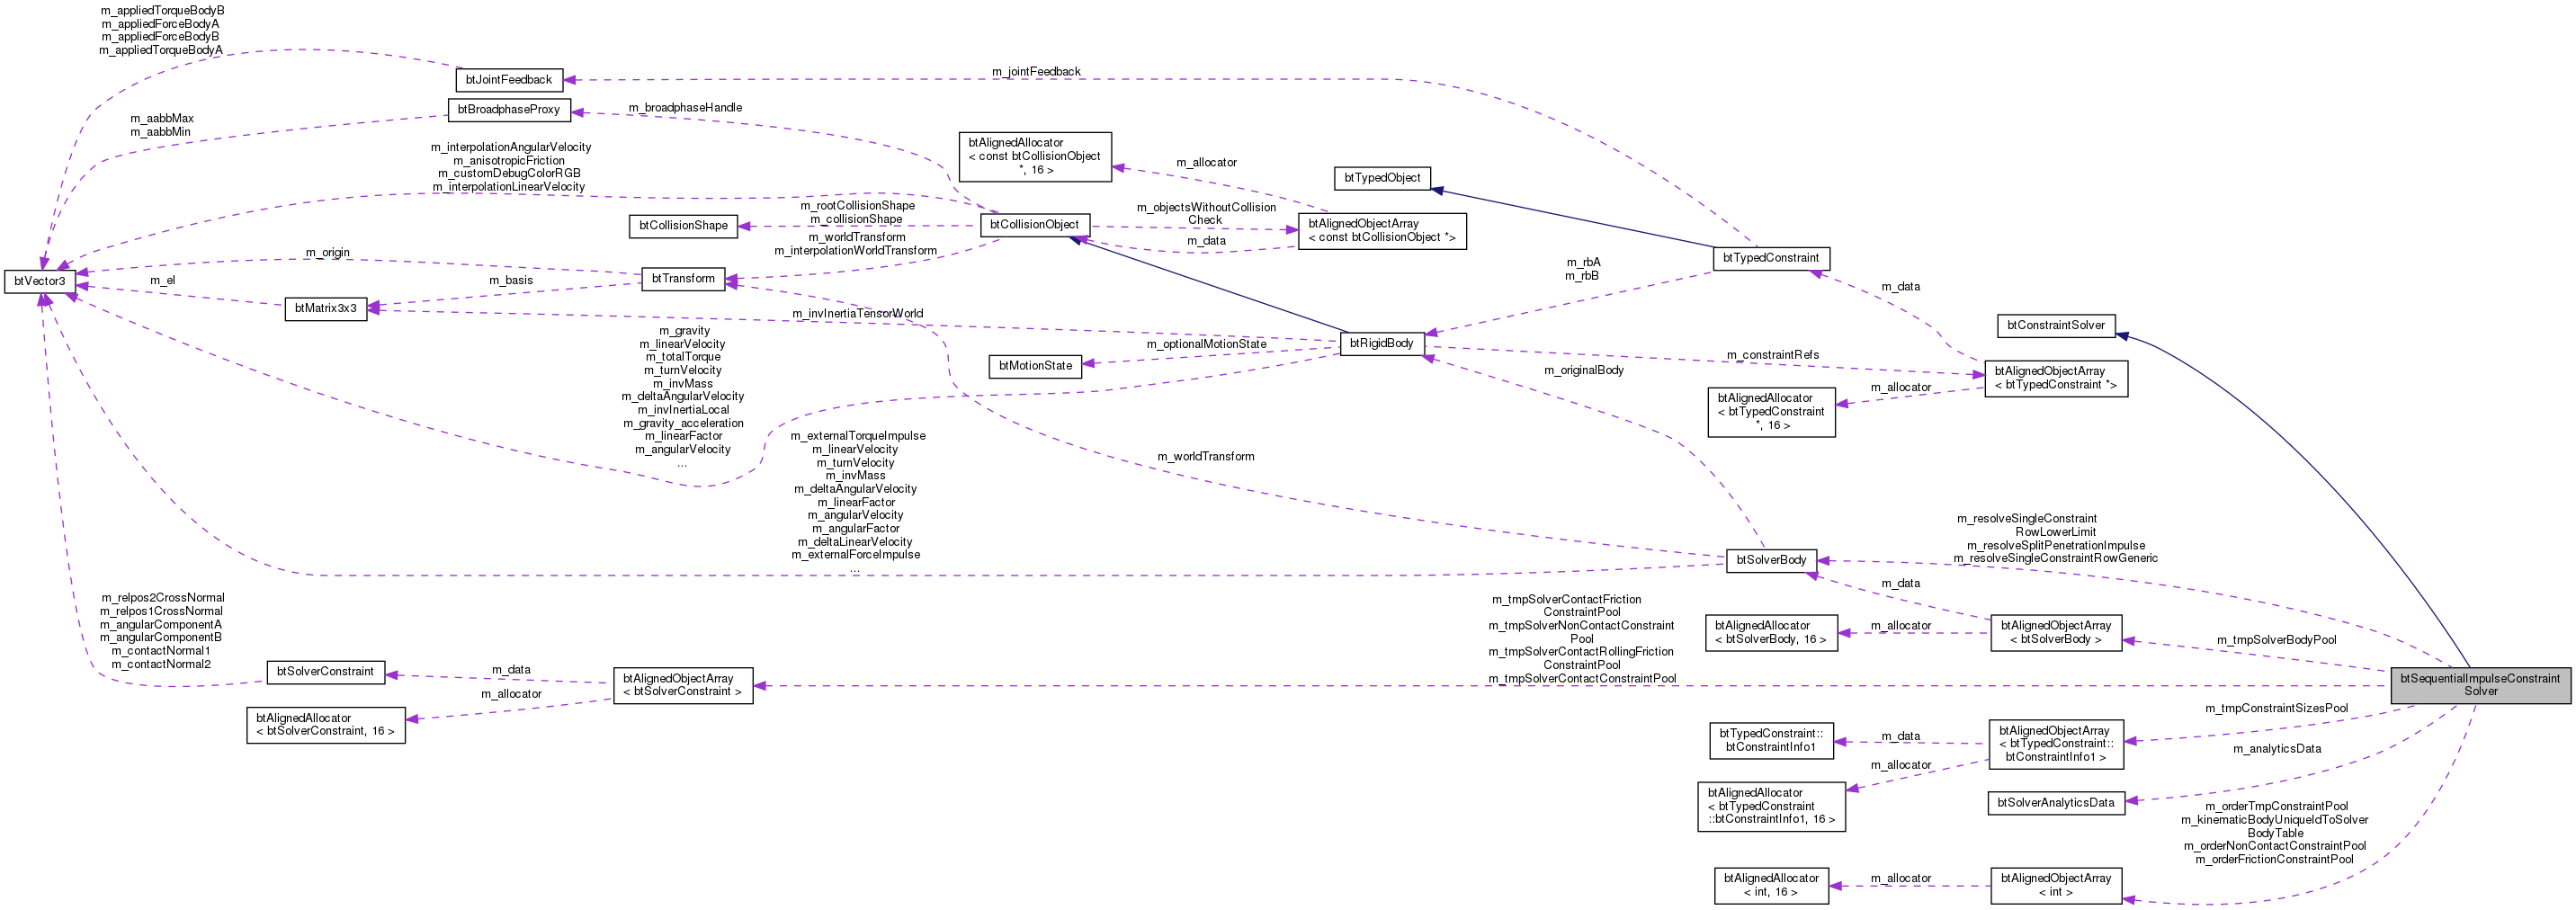 m_appliedTorqueBodyB
m_appliedForceBodyA
m_appliedForceBodyB
m_appliedTorqueBodyA
btJointFeedback
m_jointFeedback
btBroadphaseProxy
m_broadphaseHandle
m_aabbMax
m_aabbMin
m_interpolationAngularVelocity
m_anisotropicFriction
m_customDebugColorRGB
m_interpolationLinearVelocity
btAlignedAllocator
< const btCollisionObject
*, 16 >
m_allocator
btTypedObject
btCollisionShape
m_rootCollisionShape
m_collisionShape
btCollisionObject
m_objectsWithoutCollision
Check
m_data
btAlignedObjectArray
< const btCollisionObject *>
m_worldTransform
m_interpolationWorldTransform
btTypedConstraint
btVector3
m_origin
m_el
btMatrix3x3
m_basis
btTransform
m_rbA
m_rbB
m_data
m_invInertiaTensorWorld
btConstraintSolver
m_optionalMotionState
btMotionState
btRigidBody
m_constraintRefs
btAlignedObjectArray
< btTypedConstraint *>
m_allocator
btAlignedAllocator
< btTypedConstraint
*, 16 >
m_originalBody
m_gravity
m_linearVelocity
m_totalTorque
m_turnVelocity
m_invMass
m_deltaAngularVelocity
m_invInertiaLocal
m_gravity_acceleration
m_linearFactor
m_angularVelocity
...
m_externalTorqueImpulse
m_linearVelocity
m_turnVelocity
m_invMass
m_deltaAngularVelocity
m_linearFactor
m_angularVelocity
m_angularFactor
m_deltaLinearVelocity
m_externalForceImpulse
...
m_worldTransform
btSolverBody
m_resolveSingleConstraint
RowLowerLimit
m_resolveSplitPenetrationImpulse
m_resolveSingleConstraintRowGeneric
m_data
btAlignedAllocator
< btSolverBody, 16 >
m_allocator
btAlignedObjectArray
< btSolverBody >
m_tmpSolverBodyPool
m_relpos2CrossNormal
m_relpos1CrossNormal
m_angularComponentA
m_angularComponentB
m_contactNormal1
m_contactNormal2
btSolverConstraint
m_data
m_allocator
btAlignedAllocator
< btSolverConstraint, 16 >
btAlignedObjectArray
< btSolverConstraint >
m_tmpSolverContactFriction
ConstraintPool
m_tmpSolverNonContactConstraint
Pool
m_tmpSolverContactRollingFriction
ConstraintPool
m_tmpSolverContactConstraintPool
btSequentialImpulseConstraint
Solver
m_tmpConstraintSizesPool
btTypedConstraint::
btConstraintInfo1
m_data
btAlignedObjectArray
< btTypedConstraint::
btConstraintInfo1 >
m_allocator
btAlignedAllocator
< btTypedConstraint
::btConstraintInfo1, 16 >
m_analyticsData
btSolverAnalyticsData
m_orderTmpConstraintPool
m_kinematicBodyUniqueIdToSolver
BodyTable
m_orderNonContactConstraintPool
m_orderFrictionConstraintPool
btAlignedAllocator
< int, 16 >
m_allocator
btAlignedObjectArray
< int >